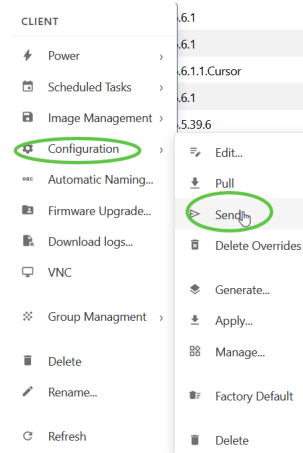 CLIENT
Power
Scheduled Tasks
Image Management
Configuration
Automatic Naming...
Firmware Upgrade...
Download logs...
VNC
Group Managment
Delete
Rename...
Refresh
.6.1
.6.1
.6.1.1.Cursor
.6.1
.5.39.6
Edit...
Pull
Send
Delete Overrides
Generate...
Apply...
Manage...
Factory Default
Delete